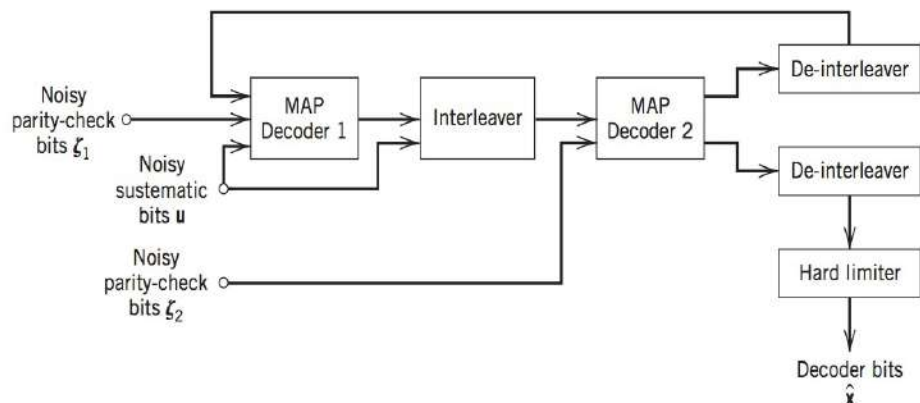 De-interleaver
Noisy
parity-check
bits ζ₁
MAP
Decoder 1
Interleaver
MAP
Decoder 2
Noisy
sustematic
bits u
De-interleaver
Noisy
parity-check
bits ζ₂
Hard limiter
Decoder bits
x̂